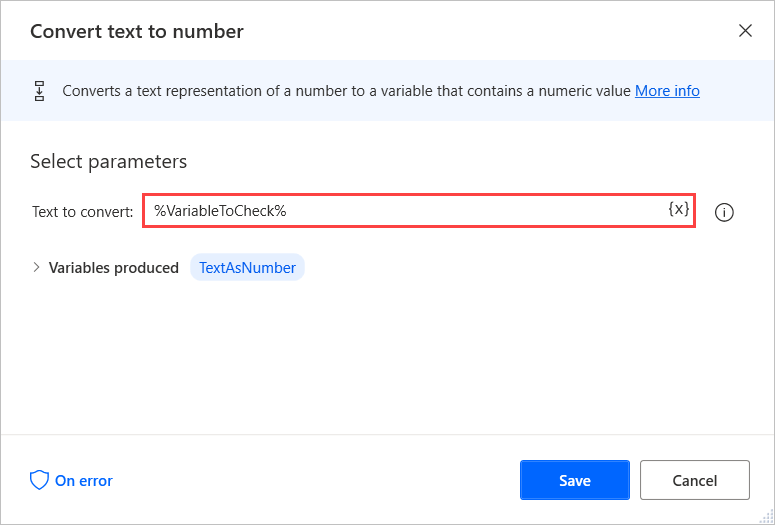 Convert text to number
Converts a text representation of a number to a variable that contains a numeric value More info
Select parameters
Text to convert: %VariableToCheck% {x}
Variables produced TextAsNumber
On error Save Cancel